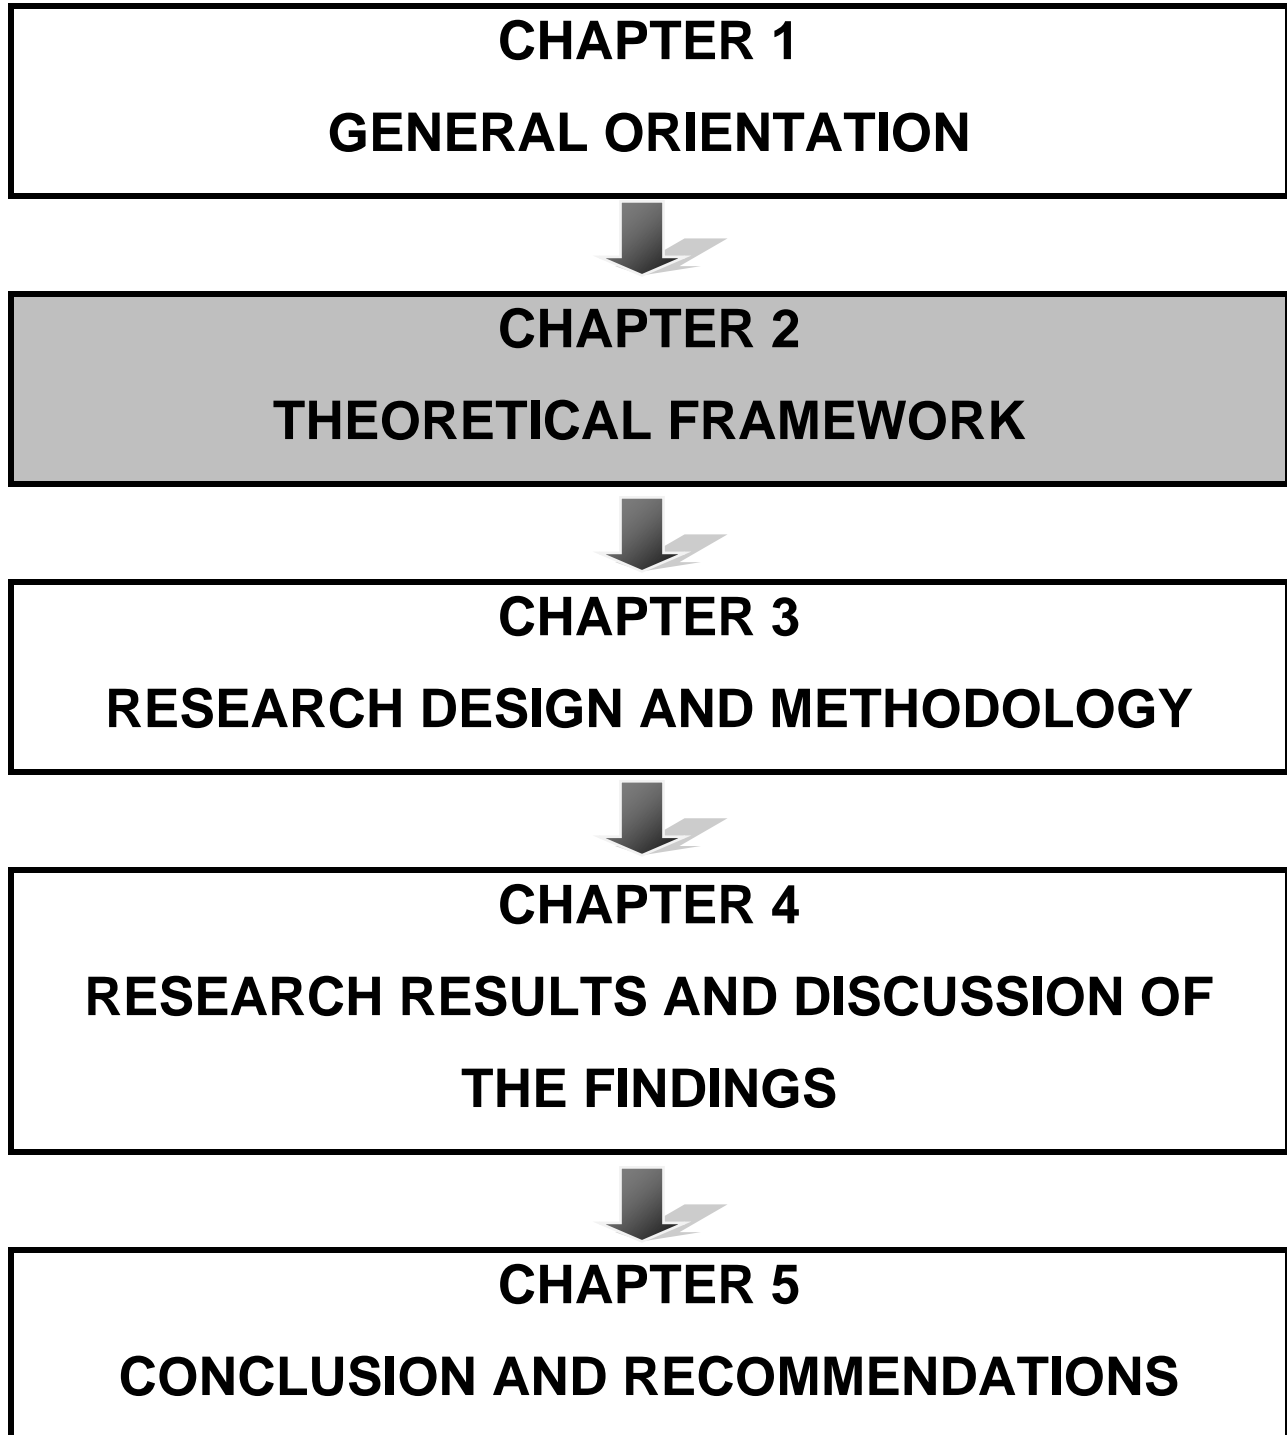 CHAPTER 1
GENERAL ORIENTATION
CHAPTER 2
THEORETICAL FRAMEWORK
CHAPTER 3
RESEARCH DESIGN AND METHODOLOGY
CHAPTER 4
RESEARCH RESULTS AND DISCUSSION OF
THE FINDINGS
CHAPTER 5
CONCLUSION AND RECOMMENDATIONS